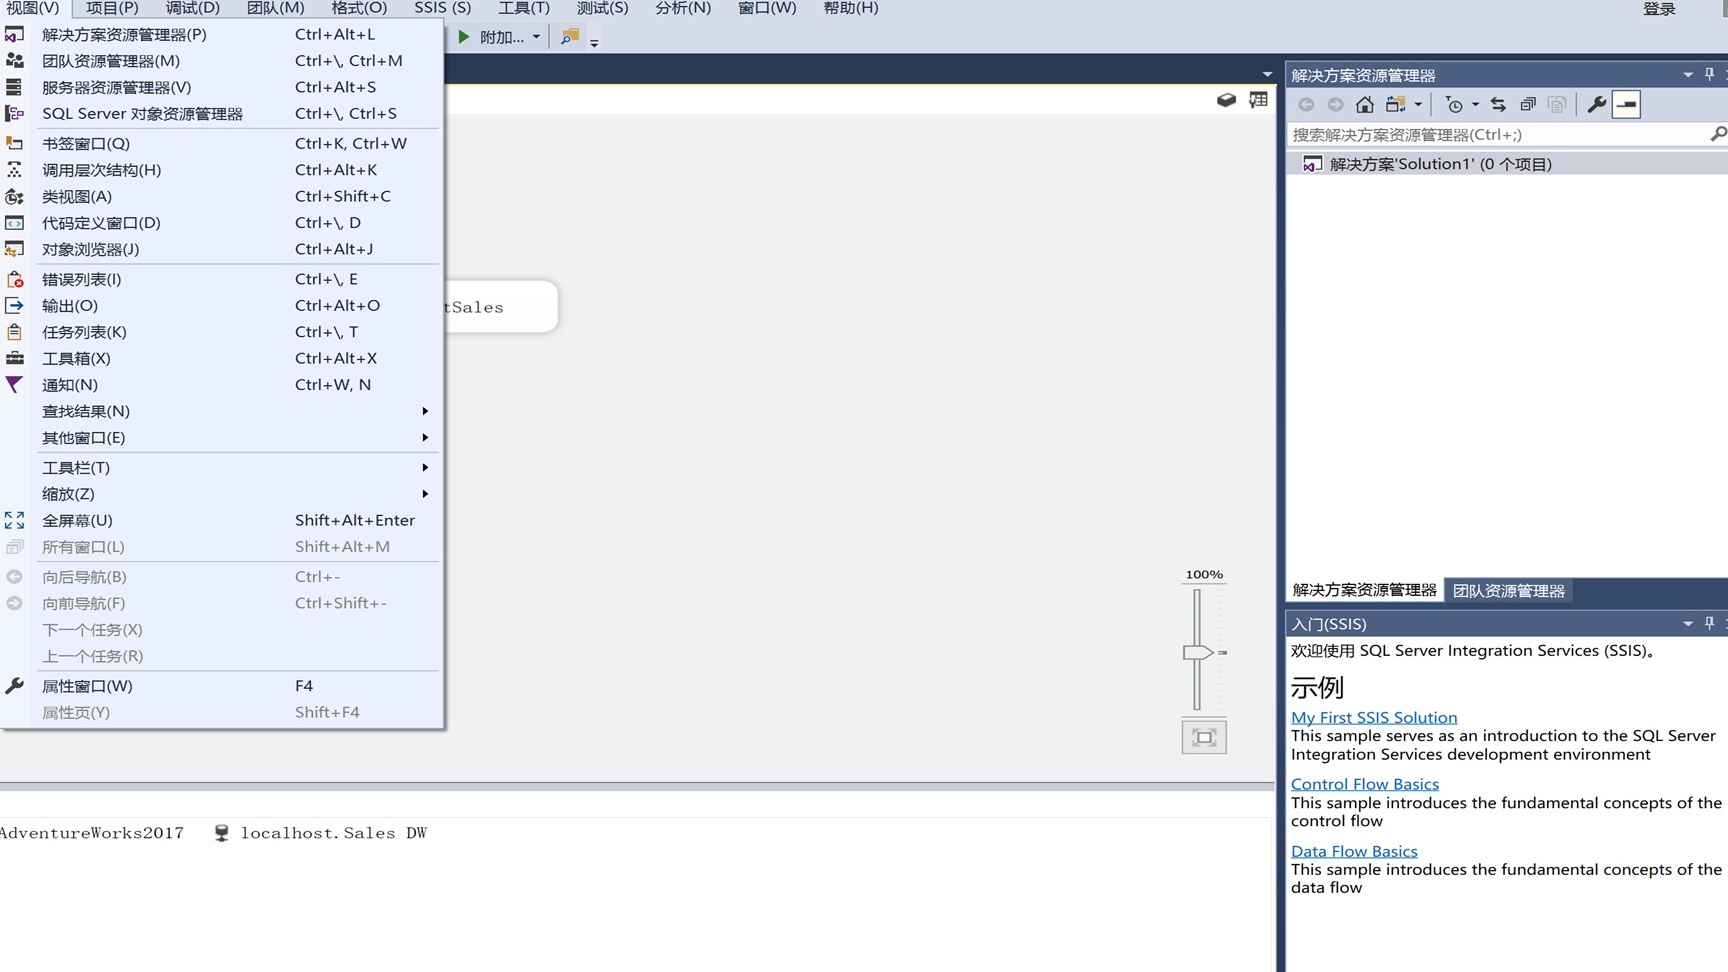 视图(V) 项目(P) 调试(D) 团队(M) 格式(O) SSIS (S) 工具(T) 测试(S) 分析(N) 窗口(W) 帮助(H) 登录
附加...
解决方案资源管理器(P) Ctrl+Alt+L
团队资源管理器(M) Ctrl+\, Ctrl+M
服务器资源管理器(V) Ctrl+Alt+S
SQL Server 对象资源管理器 Ctrl+\, Ctrl+S
书签窗口(Q) Ctrl+K, Ctrl+W
调用层次结构(H) Ctrl+Alt+K
类视图(A) Ctrl+Shift+C
代码定义窗口(D) Ctrl+\, D
对象浏览器(J) Ctrl+Alt+J
错误列表(I) Ctrl+\, E
输出(O) Ctrl+Alt+O
任务列表(K) Ctrl+\, T
工具箱(X) Ctrl+Alt+X
通知(N) Ctrl+W, N
查找结果(N)
其他窗口(E)
工具栏(T)
缩放(Z)
全屏幕(U) Shift+Alt+Enter
所有窗口(L) Shift+Alt+M
向后导航(B) Ctrl+-
向前导航(F) Ctrl+Shift+-
下一个任务(X)
上一个任务(R)
属性窗口(W) F4
属性页(Y) Shift+F4
tSales
100%
AdventureWorks2017 localhost.Sales DW
解决方案资源管理器
搜索解决方案资源管理器(Ctrl+;)
解决方案'Solution1' (0 个项目)
解决方案资源管理器 团队资源管理器
入门(SSIS)
欢迎使用 SQL Server Integration Services (SSIS)。
示例
My First SSIS Solution
This sample serves as an introduction to the SQL Server
Integration Services development environment
Control Flow Basics
This sample introduces the fundamental concepts of the
control flow
Data Flow Basics
This sample introduces the fundamental concepts of the
data flow